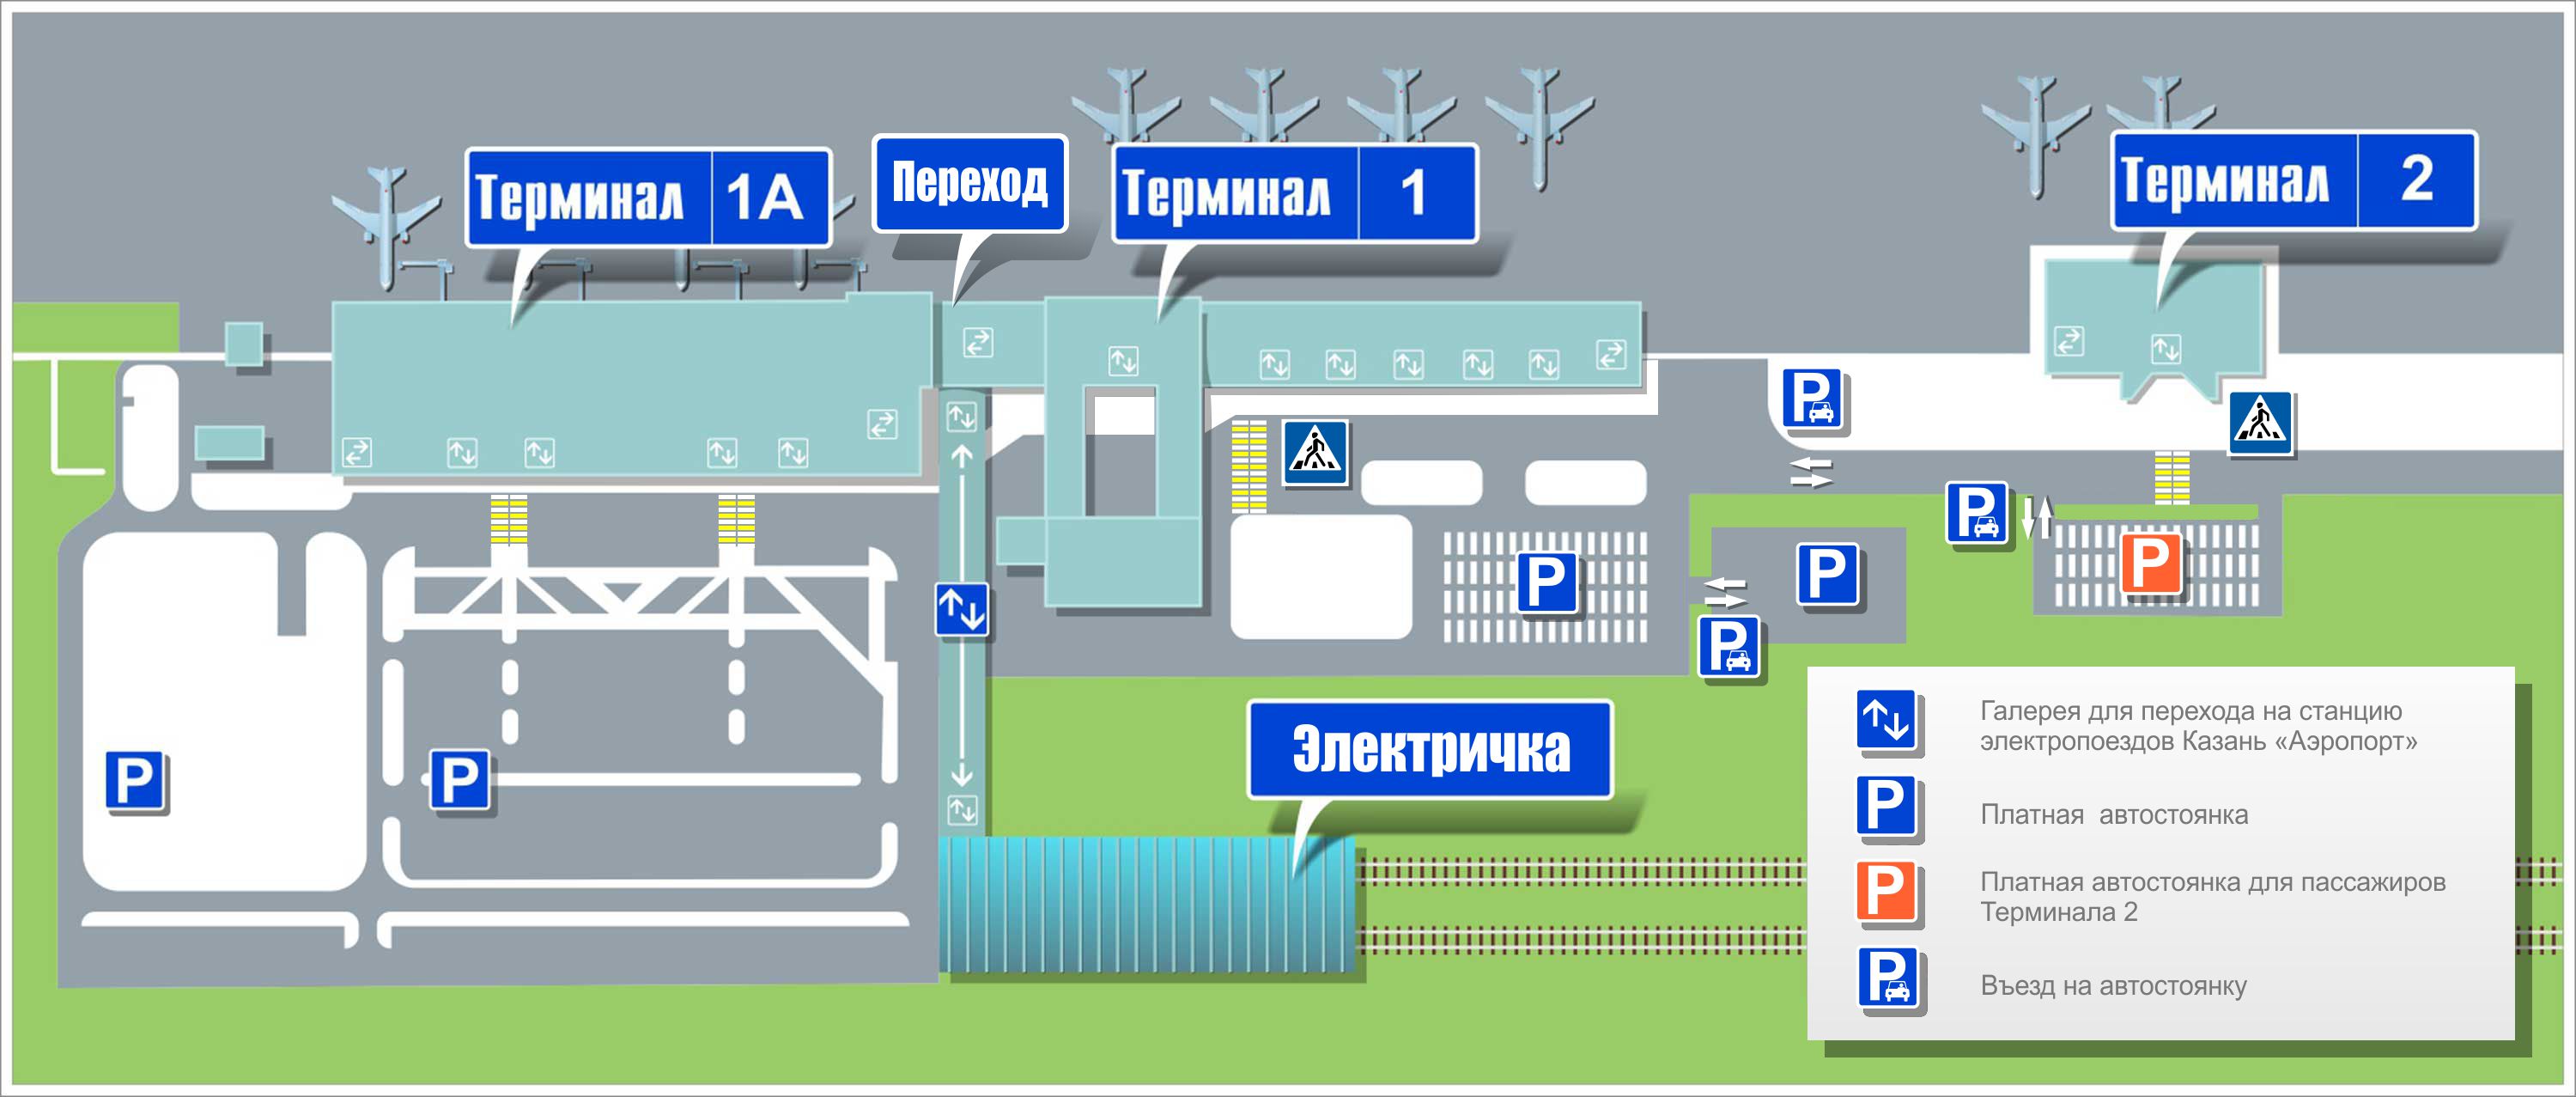 Терминал 1А
Переход
Терминал 1
Терминал 2
P
P
P
P
P
P
P
P
Электричка
Галерея для перехода на станцию
электропоездов Казань «Аэропорт»
P
Платная автостоянка
P
Платная автостоянка для пассажиров
Терминала 2
P
Въезд на автостоянку